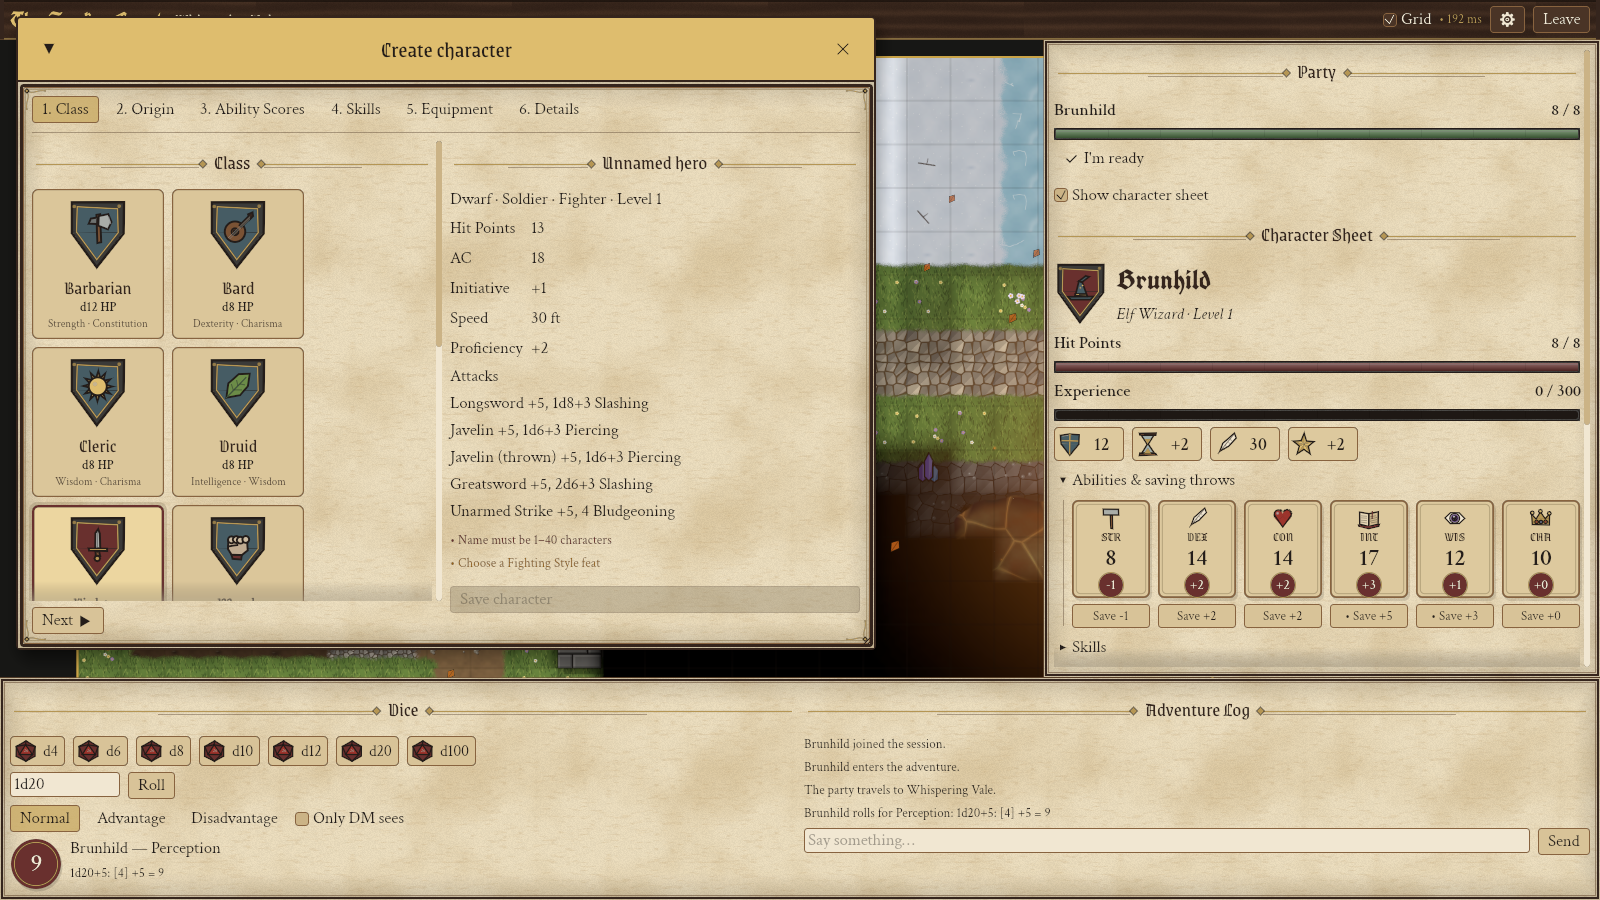 Grid
• 192 ms
Leave
Create character
1. Class
2. Origin
3. Ability Scores
4. Skills
5. Equipment
6. Details
Class
Barbarian
d12 HP
Strength · Constitution
Bard
d8 HP
Dexterity · Charisma
Cleric
d8 HP
Wisdom · Charisma
Druid
d8 HP
Intelligence · Wisdom
Next
Unnamed hero
Dwarf · Soldier · Fighter · Level 1
Hit Points 13
AC 18
Initiative +1
Speed 30 ft
Proficiency +2
Attacks
Longsword +5, 1d8+3 Slashing
Javelin +5, 1d6+3 Piercing
Javelin (thrown) +5, 1d6+3 Piercing
Greatsword +5, 2d6+3 Slashing
Unarmed Strike +5, 4 Bludgeoning
• Name must be 1–40 characters
• Choose a Fighting Style feat
Save character
Party
Brunhild 8 / 8
I'm ready
Show character sheet
Character Sheet
Brunhild
Elf Wizard · Level 1
Hit Points 8 / 8
Experience 0 / 300
12 +2 30 +2
Abilities & saving throws
STR DEX CON INT WIS CHA
8 14 14 17 12 10
-1 +2 +2 +3 +1 +0
Save -1 Save +2 Save +2 • Save +5 • Save +3 Save +0
Skills
Dice
d4 d6 d8 d10 d12 d20 d100
1d20 Roll
Normal Advantage Disadvantage Only DM sees
9
Brunhild — Perception
1d20+5: [4] +5 = 9
Adventure Log
Brunhild joined the session.
Brunhild enters the adventure.
The party travels to Whispering Vale.
Brunhild rolls for Perception: 1d20+5: [4] +5 = 9
Say something...
Send